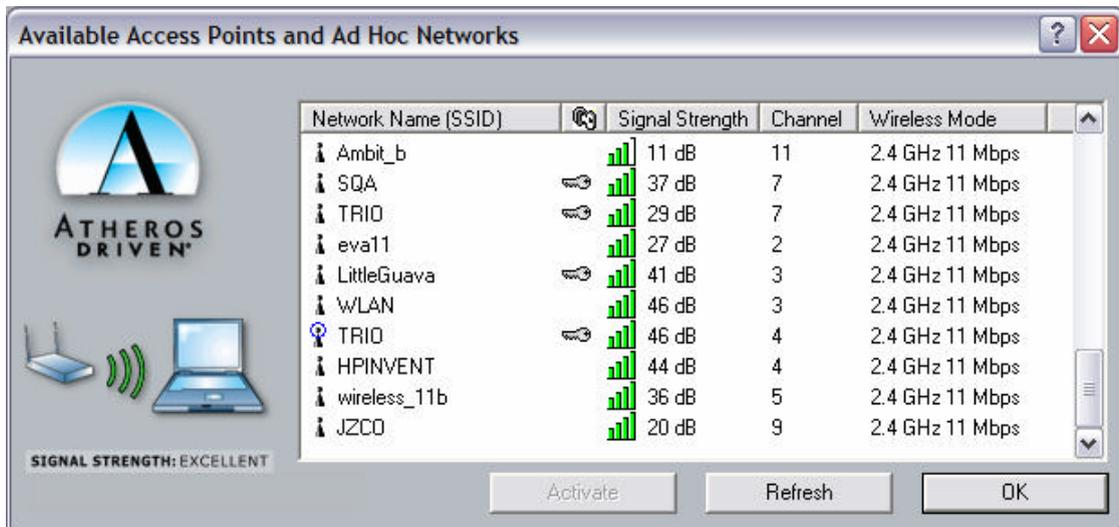 Available Access Points and Ad Hoc Networks
?
ATHEROS
DRIVEN®
Network Name (SSID) Signal Strength Channel Wireless Mode
Ambit_b 11 dB 11 2.4 GHz 11 Mbps
SQA 37 dB 7 2.4 GHz 11 Mbps
TRIO 29 dB 7 2.4 GHz 11 Mbps
eva11 27 dB 2 2.4 GHz 11 Mbps
LittleGuava 41 dB 3 2.4 GHz 11 Mbps
WLAN 46 dB 3 2.4 GHz 11 Mbps
TRIO 46 dB 4 2.4 GHz 11 Mbps
HPINVENT 44 dB 4 2.4 GHz 11 Mbps
wireless_11b 36 dB 5 2.4 GHz 11 Mbps
JZCO 20 dB 9 2.4 GHz 11 Mbps
SIGNAL STRENGTH: EXCELLENT
Activate Refresh OK